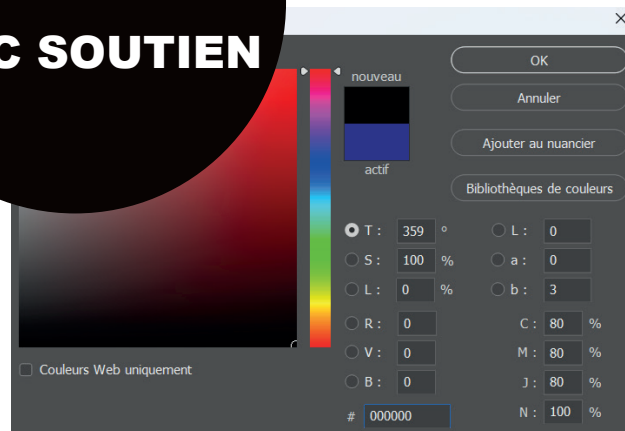 C SOUTIEN
nouveau
actif
OK
Annuler
Ajouter au nuancier
Bibliothèques de couleurs
T : 359 °
S : 100 %
L : 0 %
R : 0
V : 0
B : 0
# 000000
L : 0
a : 0
b : 3
C : 80 %
M : 80 %
J : 80 %
N : 100 %
Couleurs Web uniquement